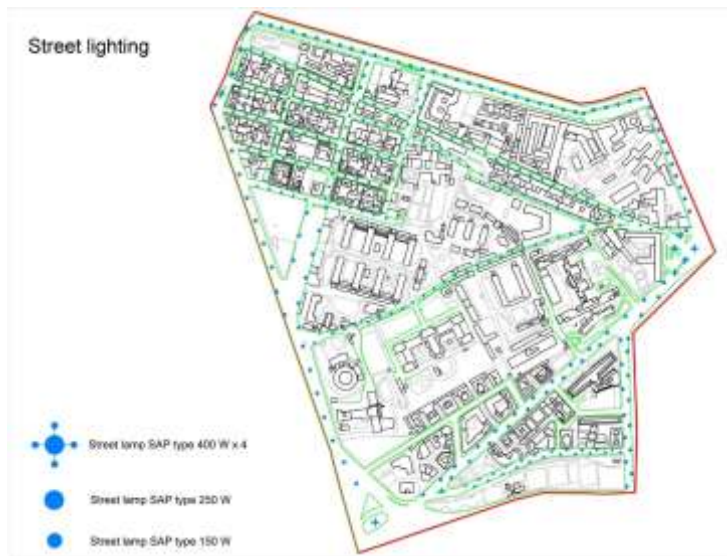 Street lighting
Street lamp SAP type 400 W x 4
Street lamp SAP type 250 W
Street lamp SAP type 150 W